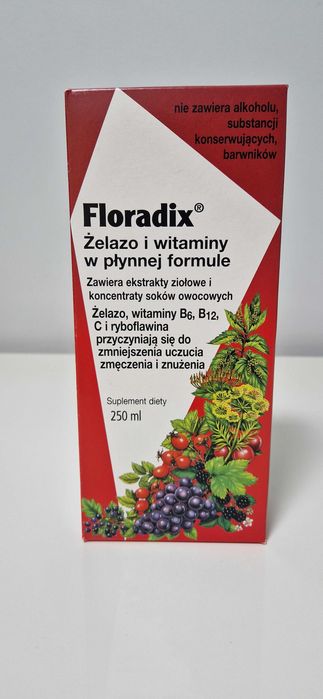 nie zawiera alkoholu,
substancji
konserwujących,
barwników
Floradix®
Żelazo i witaminy
w płynnej formule
Zawiera ekstrakty ziołowe i
koncentraty soków owocowych
Żelazo, witaminy B6, B12,
C i ryboflawina
przyczyniają się do
zmniejszenia uczucia
zmęczenia i znużenia
Suplement diety
250 ml